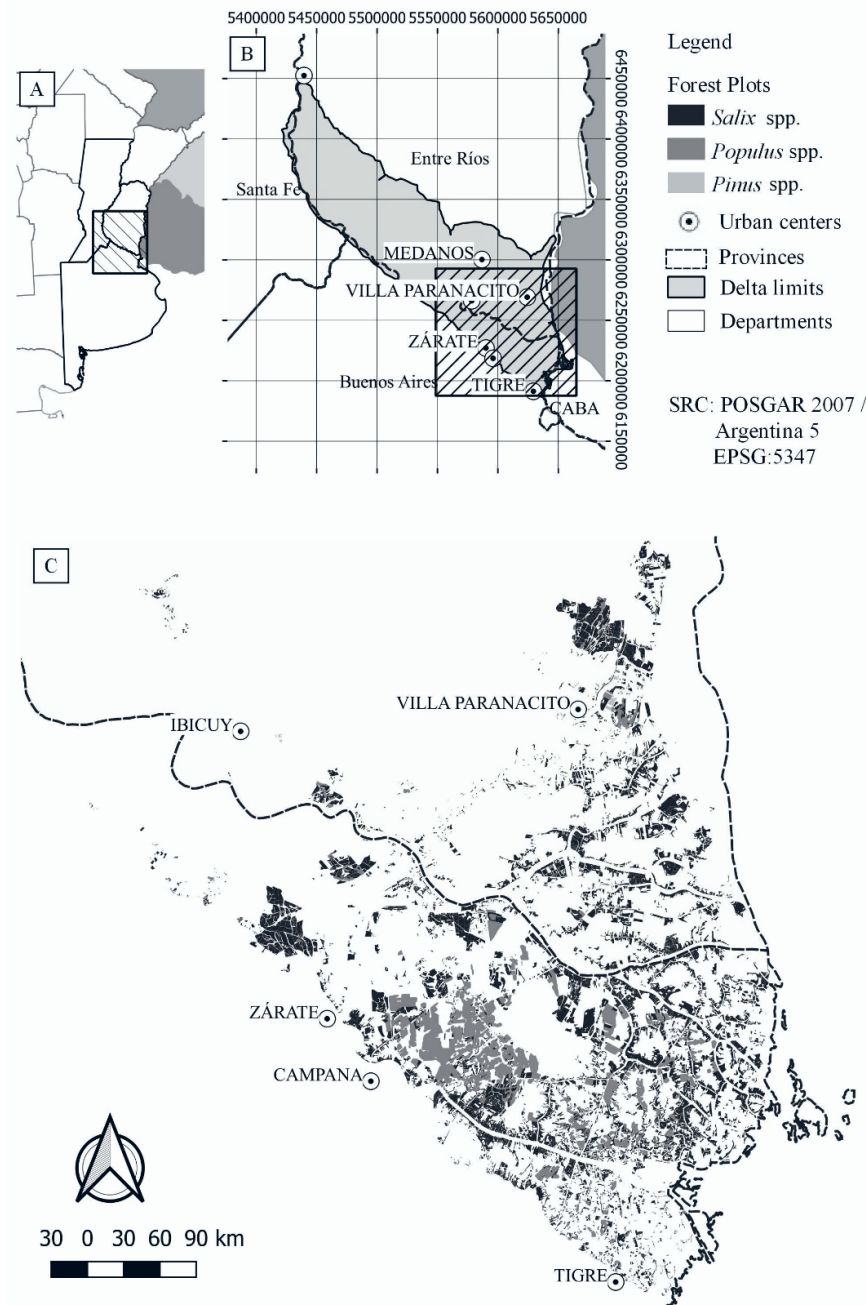 5400000 5450000 5500000 5550000 5600000 5650000
A
B
6450000
6400000
6350000
6300000
6250000
6200000
6150000
Entre Ríos
Santa Fe
MEDANOS
VILLA PARANACITO
ZÁRATE
Buenos Aires
TIGRE
CABA
Legend
Forest Plots
Salix spp.
Populus spp.
Pinus spp.
Urban centers
Provinces
Delta limits
Departments
SRC: POSGAR 2007 /
Argentina 5
EPSG:5347
C
VILLA PARANACITO
IBICUY
ZÁRATE
CAMPANA
30 0 30 60 90 km
TIGRE